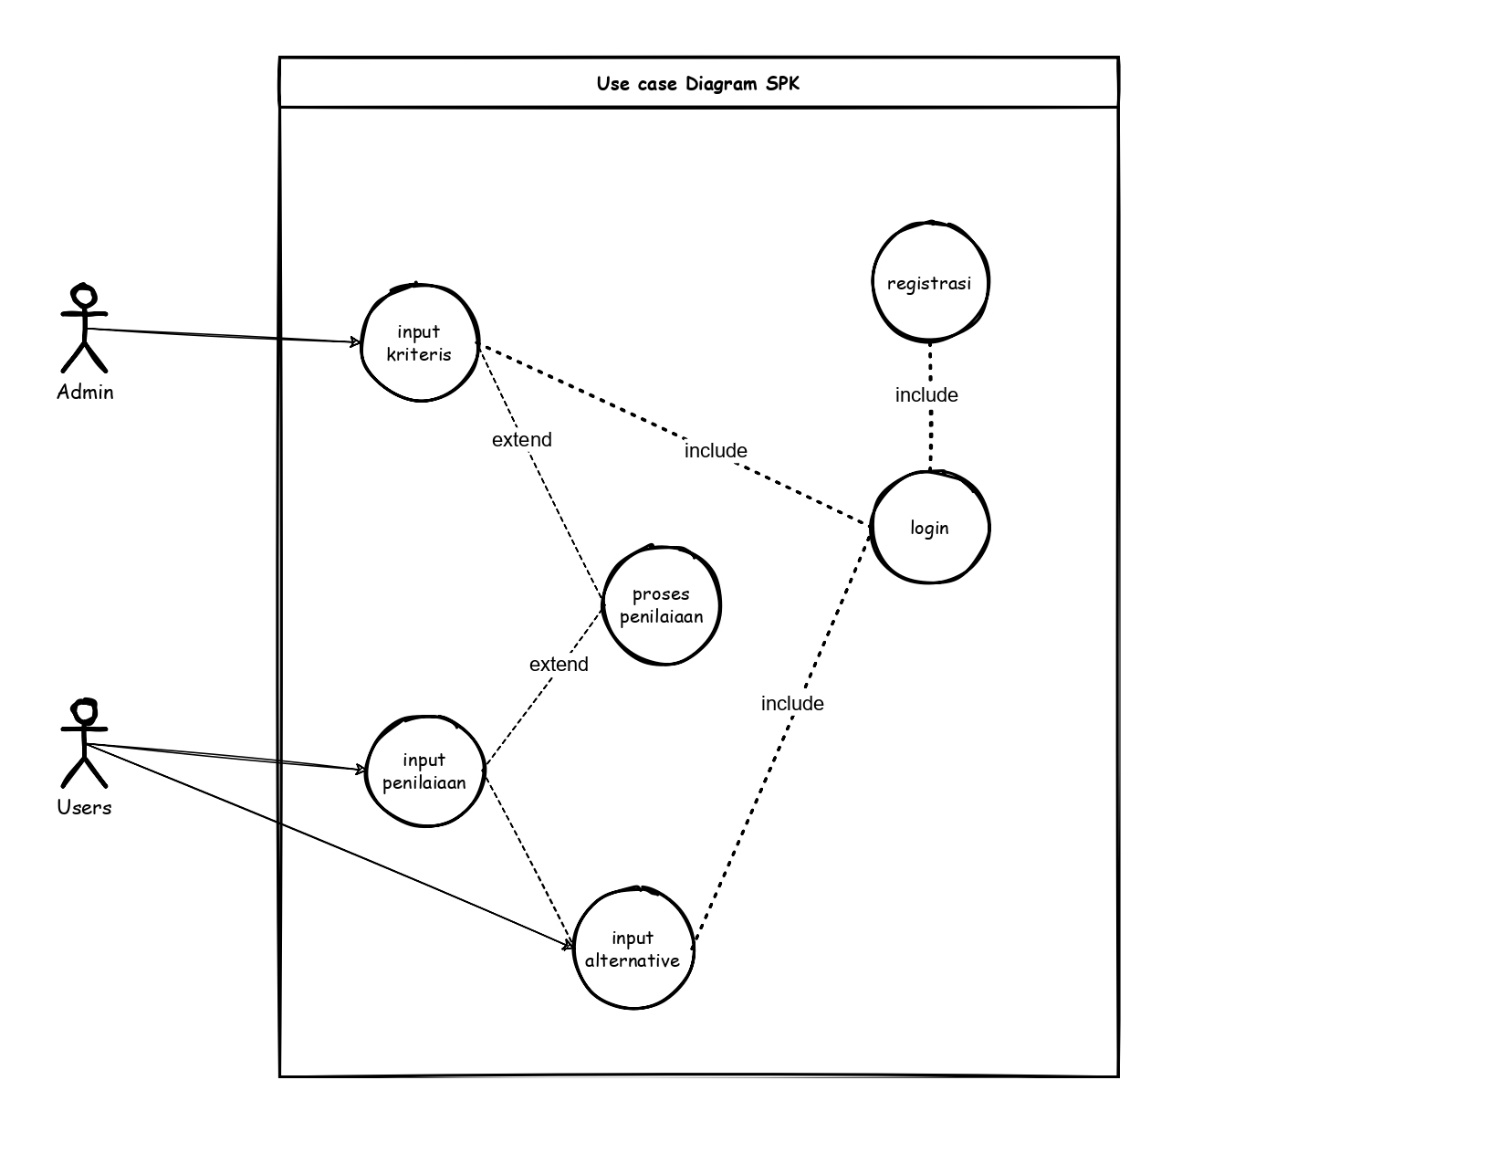 Use case Diagram SPK
registrasi
input
kriteris
Admin
include
extend
include
login
proses
penilaiaan
extend
include
Users
input
penilaiaan
input
alternative